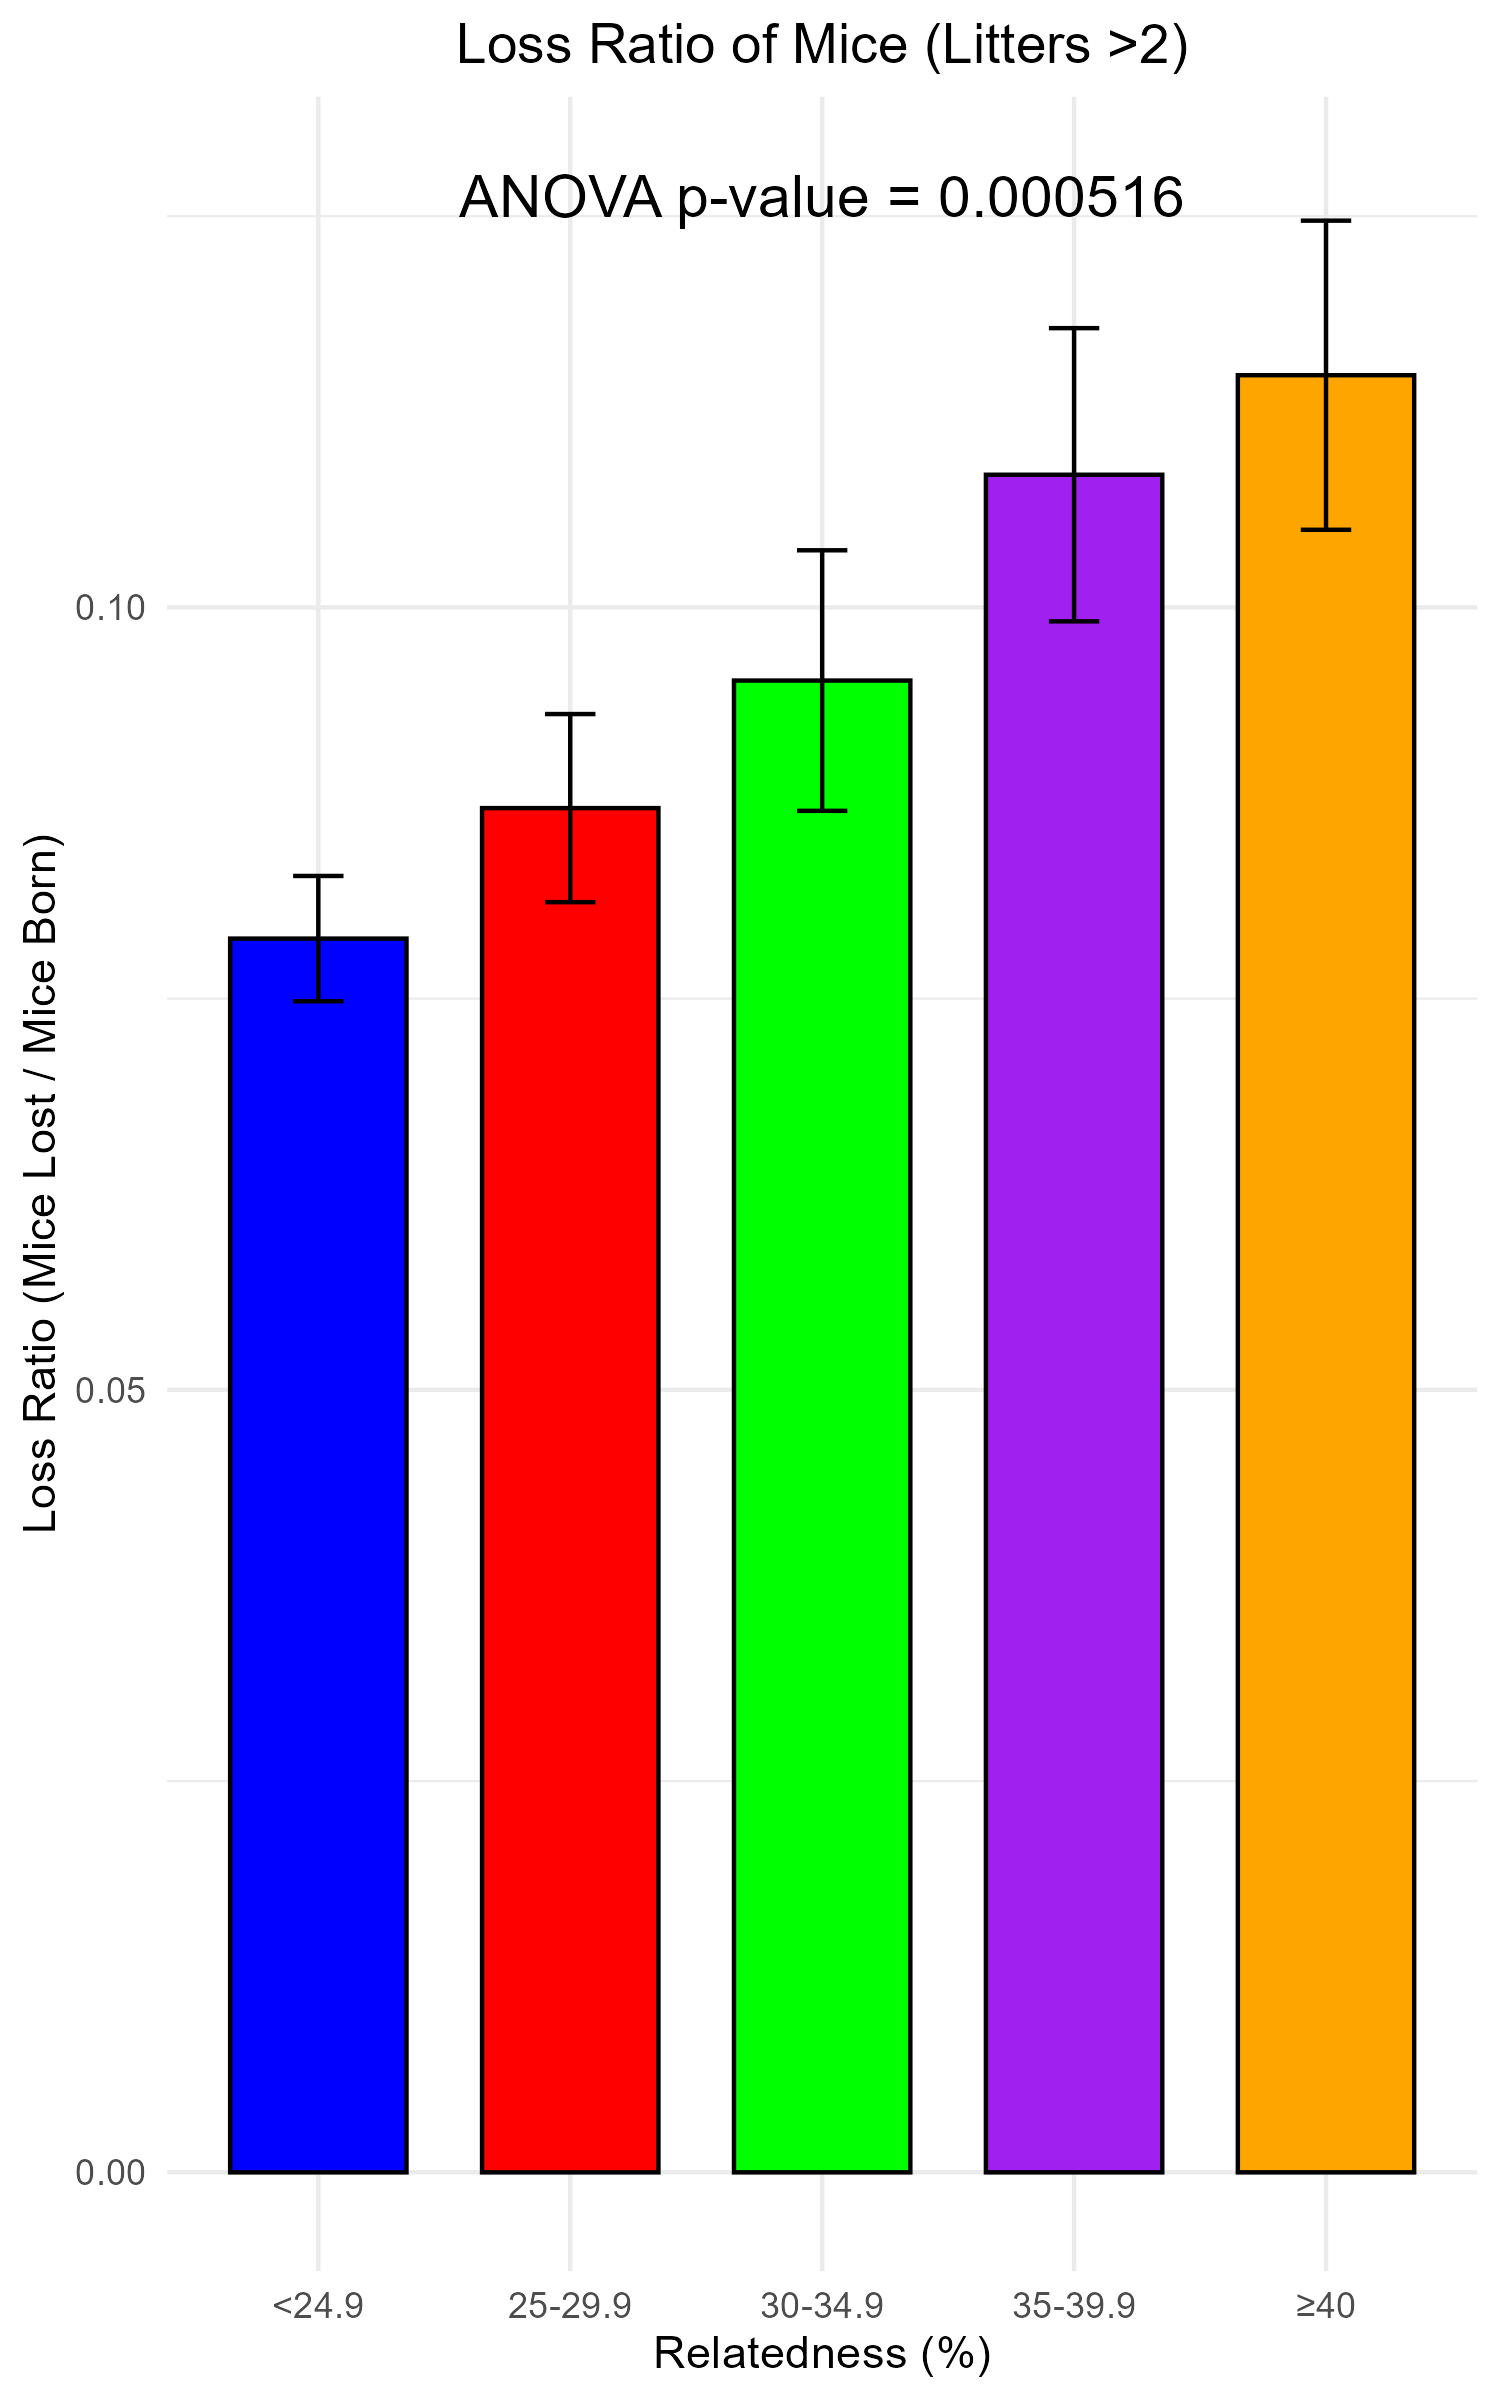 Loss Ratio of Mice (Litters >2)
ANOVA p-value = 0.000516
Loss Ratio (Mice Lost / Mice Born)
0.10
0.05
0.00
<24.9
25-29.9
30-34.9
35-39.9
≥40
Relatedness (%)